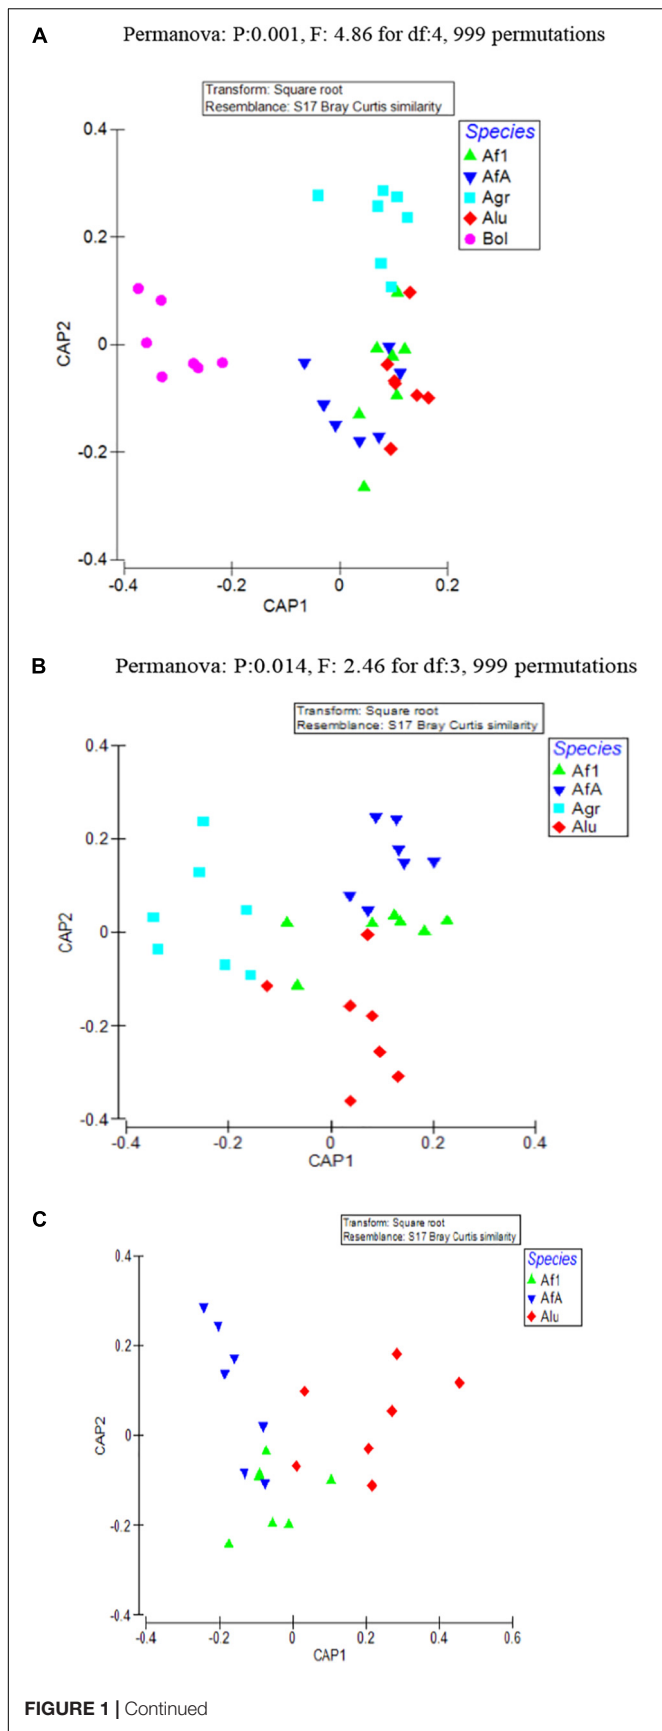 A
Permanova: P:0.001, F: 4.86 for df:4, 999 permutations
Transform: Square root
Resemblance: S17 Bray Curtis similarity
Species
Af1
AfA
Agr
Alu
Bol
0.4
0.2
0
-0.2
-0.4
CAP2
-0.4
-0.2
0
0.2
CAP1
B
Permanova: P:0.014, F: 2.46 for df:3, 999 permutations
Transform: Square root
Resemblance: S17 Bray Curtis similarity
Species
Af1
AfA
Agr
Alu
0.4
0.2
0
-0.2
-0.4
CAP2
-0.4
-0.2
0
0.2
0.4
CAP1
C
Transform: Square root
Resemblance: S17 Bray Curtis similarity
Species
Af1
AfA
Alu
0.4
0.2
0
-0.2
-0.4
CAP2
-0.4
-0.2
0
0.2
0.4
0.6
CAP1
FIGURE 1 | Continued